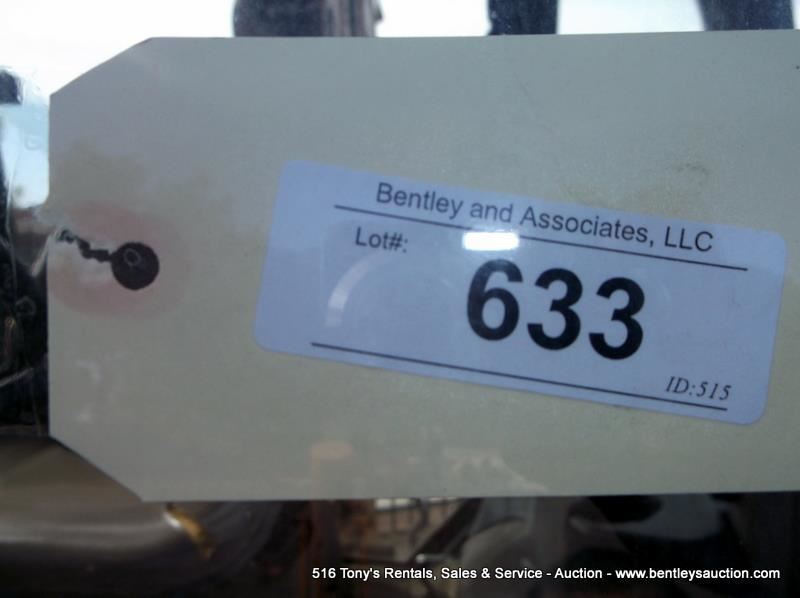 Bentley and Associates, LLC
Lot#:
633
ID:515
516 Tony's Rentals, Sales & Service - Auction - www.bentleysauction.com